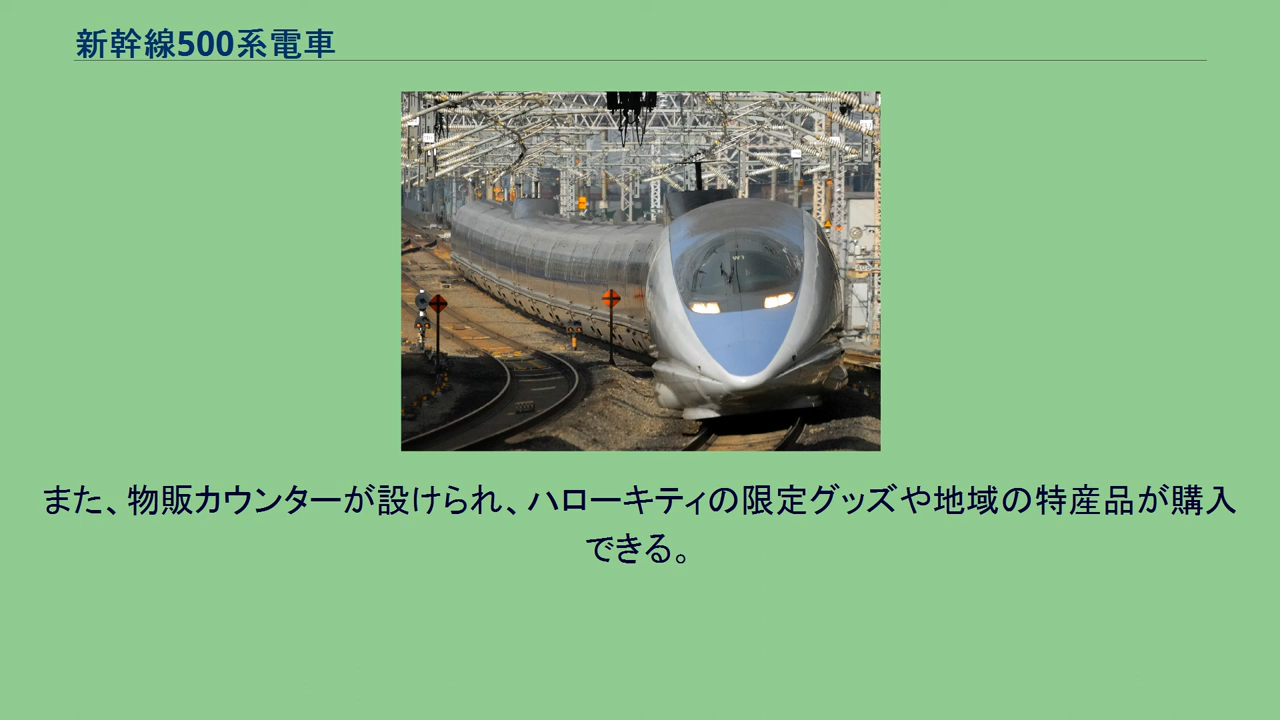 新幹線500系電車
W1
また、物販カウンターが設けられ、ハローキティの限定グッズや地域の特産品が購入
できる。